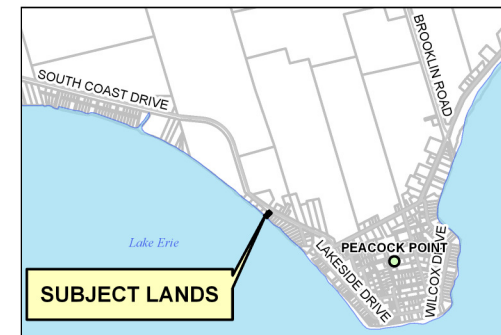 SOUTH COAST DRIVE
BROOKLIN ROAD
Lake Erie
PEACOCK POINT
LAKESIDE DRIVE
WILCOX DRIVE
SUBJECT LANDS